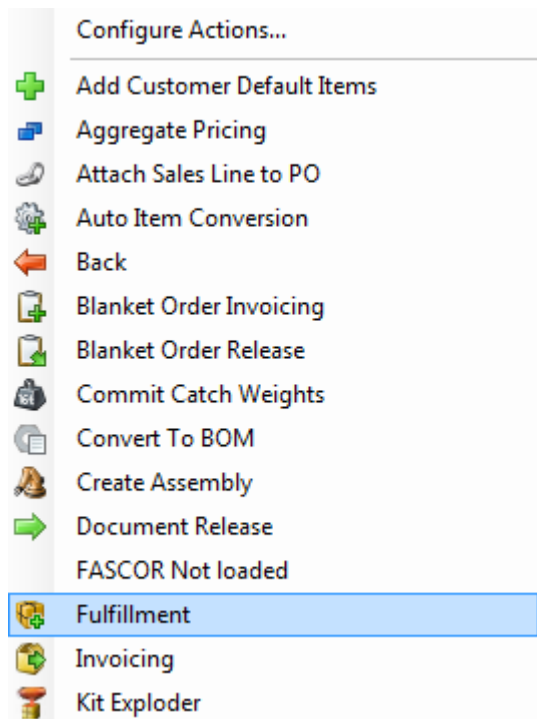 Configure Actions...
Add Customer Default Items
Aggregate Pricing
Attach Sales Line to PO
Auto Item Conversion
Back
Blanket Order Invoicing
Blanket Order Release
Commit Catch Weights
Convert To BOM
Create Assembly
Document Release
FASCOR Not loaded
Fulfillment
Invoicing
Kit Exploder